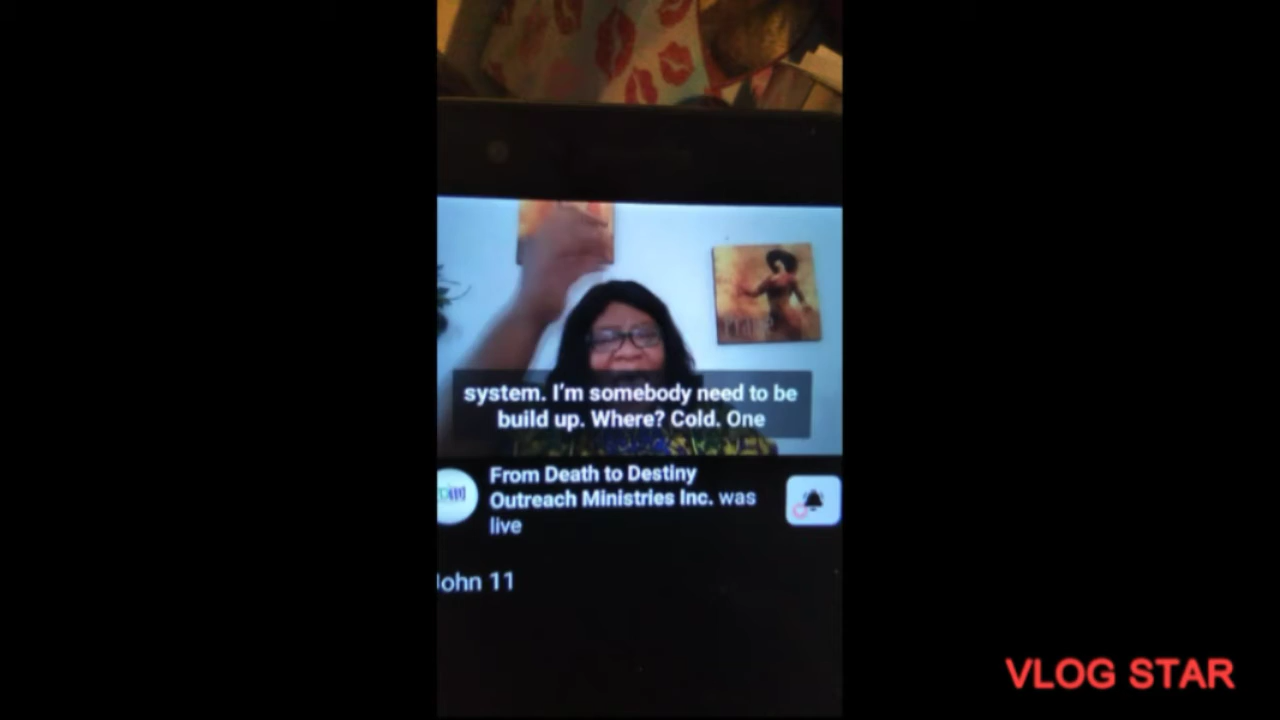 system. I'm somebody need to be
build up. Where? Cold. One
From Death to Destiny
Outreach Ministries Inc. was
live
John 11
VLOG STAR